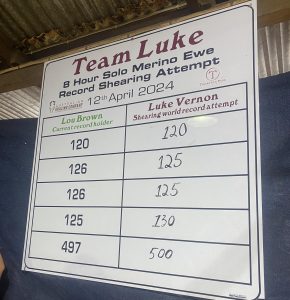 Team Luke
8 Hour Solo Merino Ewe
Record Shearing Attempt
12th April 2024
Lou Brown
Current record holder
Luke Vernon
Shearing world record attempt
120 120
126 125
126 125
125 130
497 500